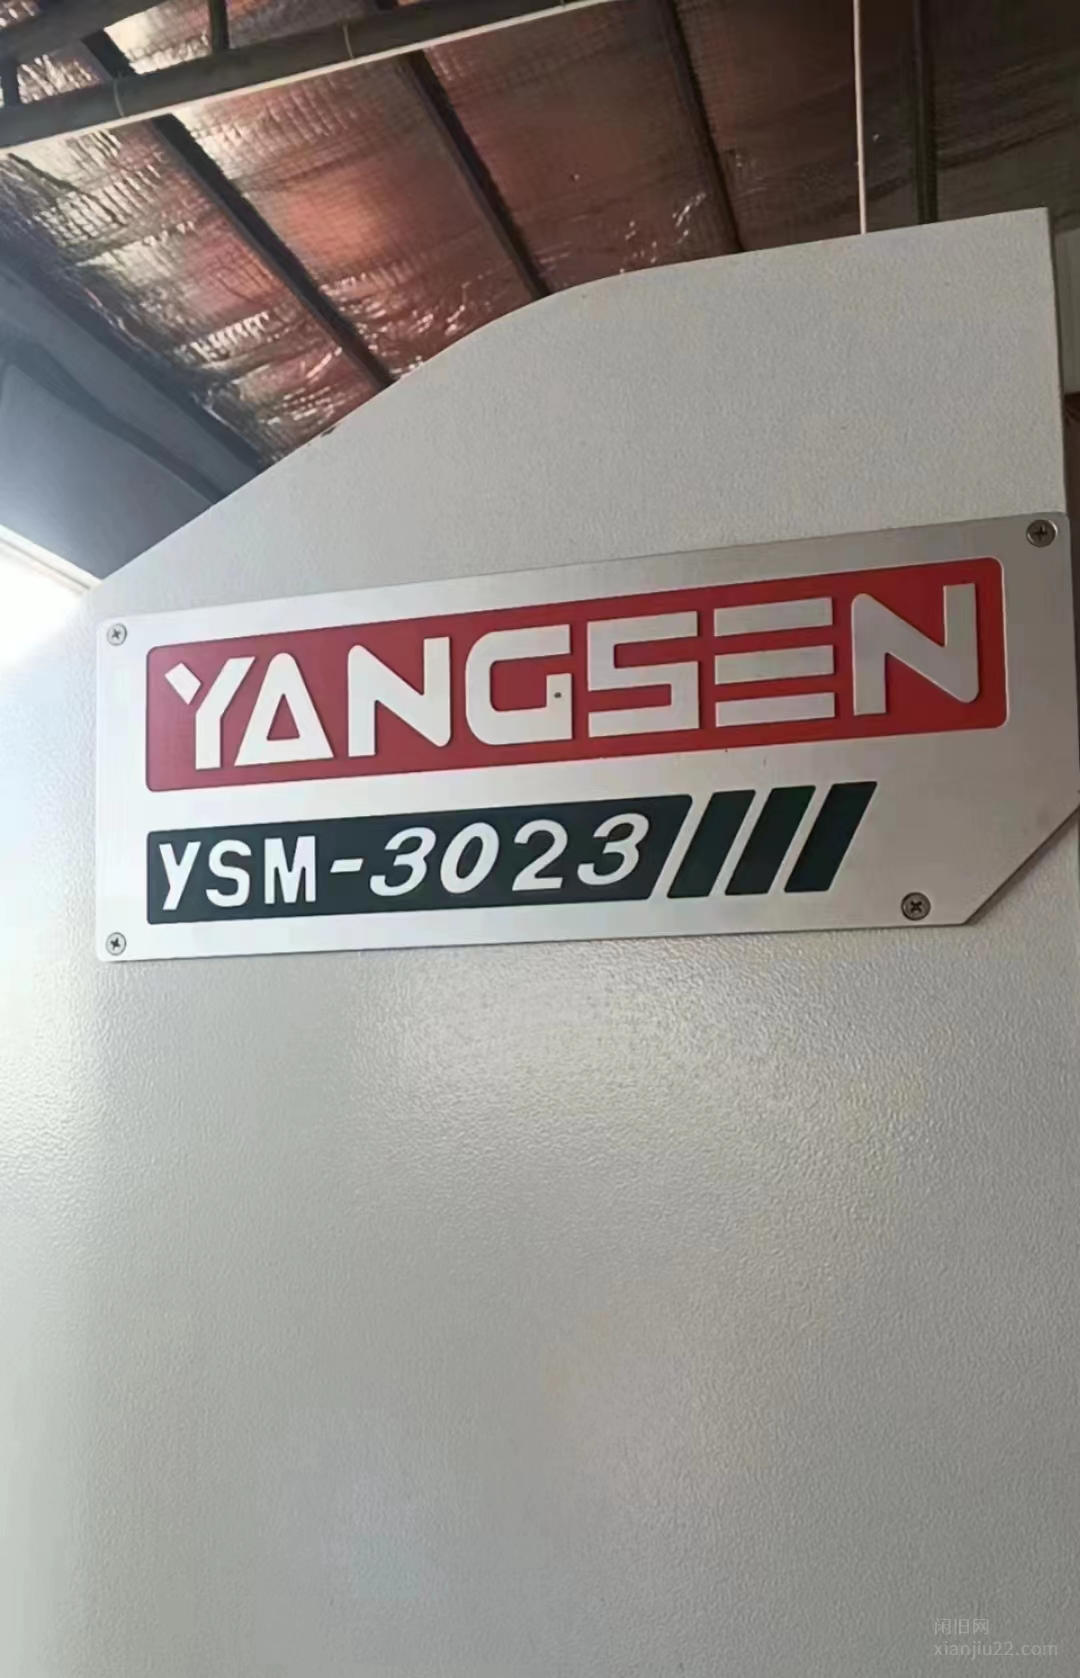 YANGSEN
YSM-3023
闲旧网
xianjiu22.com